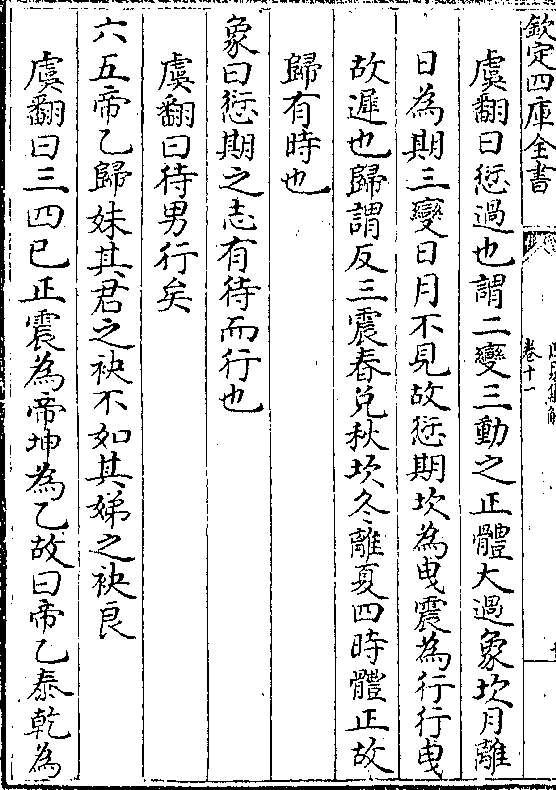 欽定四庫全書
卷十一
虞翻曰愆過也謂二變三動之正體大過象坎月離
日為期三變日月不見故愆期坎為曳震為行行曳
故遲也歸謂反三震春兌秋坎冬離夏四時體正故
歸有時也
象曰愆期之志有待而行也
虞翻曰待男行矣
六五帝乙歸妹其君之袂不如其娣之袂良
虞翻曰三四已正震為帝坤為乙故曰帝乙泰乾為